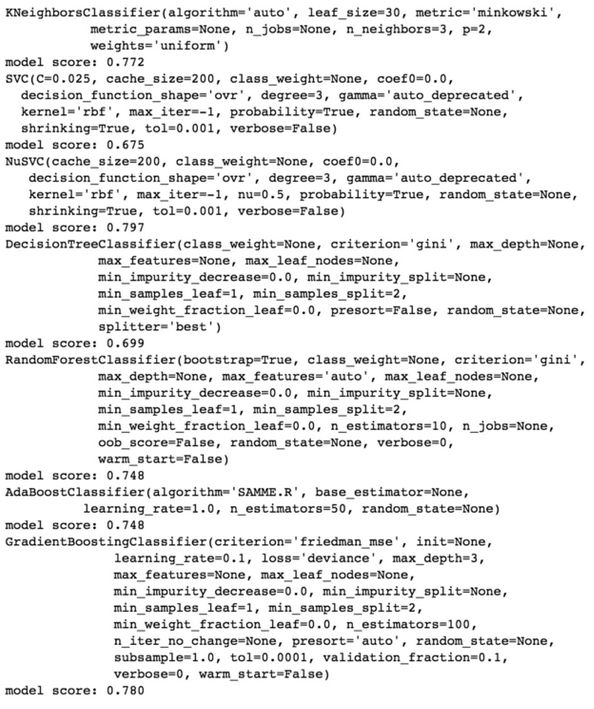 KNeighborsClassifier(algorithm='auto', leaf_size=30, metric='minkowski',
metric_params=None, n_jobs=None, n_neighbors=3, p=2,
weights='uniform')
model score: 0.772
SVC(C=0.025, cache_size=200, class_weight=None, coef0=0.0,
decision_function_shape='ovr', degree=3, gamma='auto_deprecated',
kernel='rbf', max_iter=-1, probability=True, random_state=None,
shrinking=True, tol=0.001, verbose=False)
model score: 0.675
NuSVC(cache_size=200, class_weight=None, coef0=0.0,
decision_function_shape='ovr', degree=3, gamma='auto_deprecated',
kernel='rbf', max_iter=-1, nu=0.5, probability=True, random_state=None,
shrinking=True, tol=0.001, verbose=False)
model score: 0.797
DecisionTreeClassifier(class_weight=None, criterion='gini', max_depth=None,
max_features=None, max_leaf_nodes=None,
min_impurity_decrease=0.0, min_impurity_split=None,
min_samples_leaf=1, min_samples_split=2,
min_weight_fraction_leaf=0.0, presort=False, random_state=None,
splitter='best')
model score: 0.699
RandomForestClassifier(bootstrap=True, class_weight=None, criterion='gini',
max_depth=None, max_features='auto', max_leaf_nodes=None,
min_impurity_decrease=0.0, min_impurity_split=None,
min_samples_leaf=1, min_samples_split=2,
min_weight_fraction_leaf=0.0, n_estimators=10, n_jobs=None,
oob_score=False, random_state=None, verbose=0,
warm_start=False)
model score: 0.748
AdaBoostClassifier(algorithm='SAMME.R', base_estimator=None,
learning_rate=1.0, n_estimators=50, random_state=None)
model score: 0.748
GradientBoostingClassifier(criterion='friedman_mse', init=None,
learning_rate=0.1, loss='deviance', max_depth=3,
max_features=None, max_leaf_nodes=None,
min_impurity_decrease=0.0, min_impurity_split=None,
min_samples_leaf=1, min_samples_split=2,
min_weight_fraction_leaf=0.0, n_estimators=100,
n_iter_no_change=None, presort='auto', random_state=None,
subsample=1.0, tol=0.0001, validation_fraction=0.1,
verbose=0, warm_start=False)
model score: 0.780